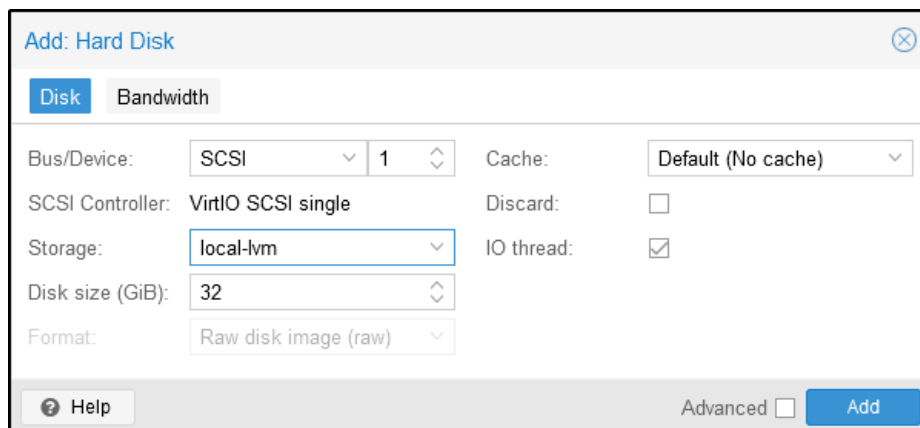 Add: Hard Disk
Disk Bandwidth
Bus/Device: SCSI 1 Cache: Default (No cache)
SCSI Controller: VirtIO SCSI single Discard:
Storage: local-lvm IO thread:
Disk size (GiB): 32
Format: Raw disk image (raw)
Help Advanced Add